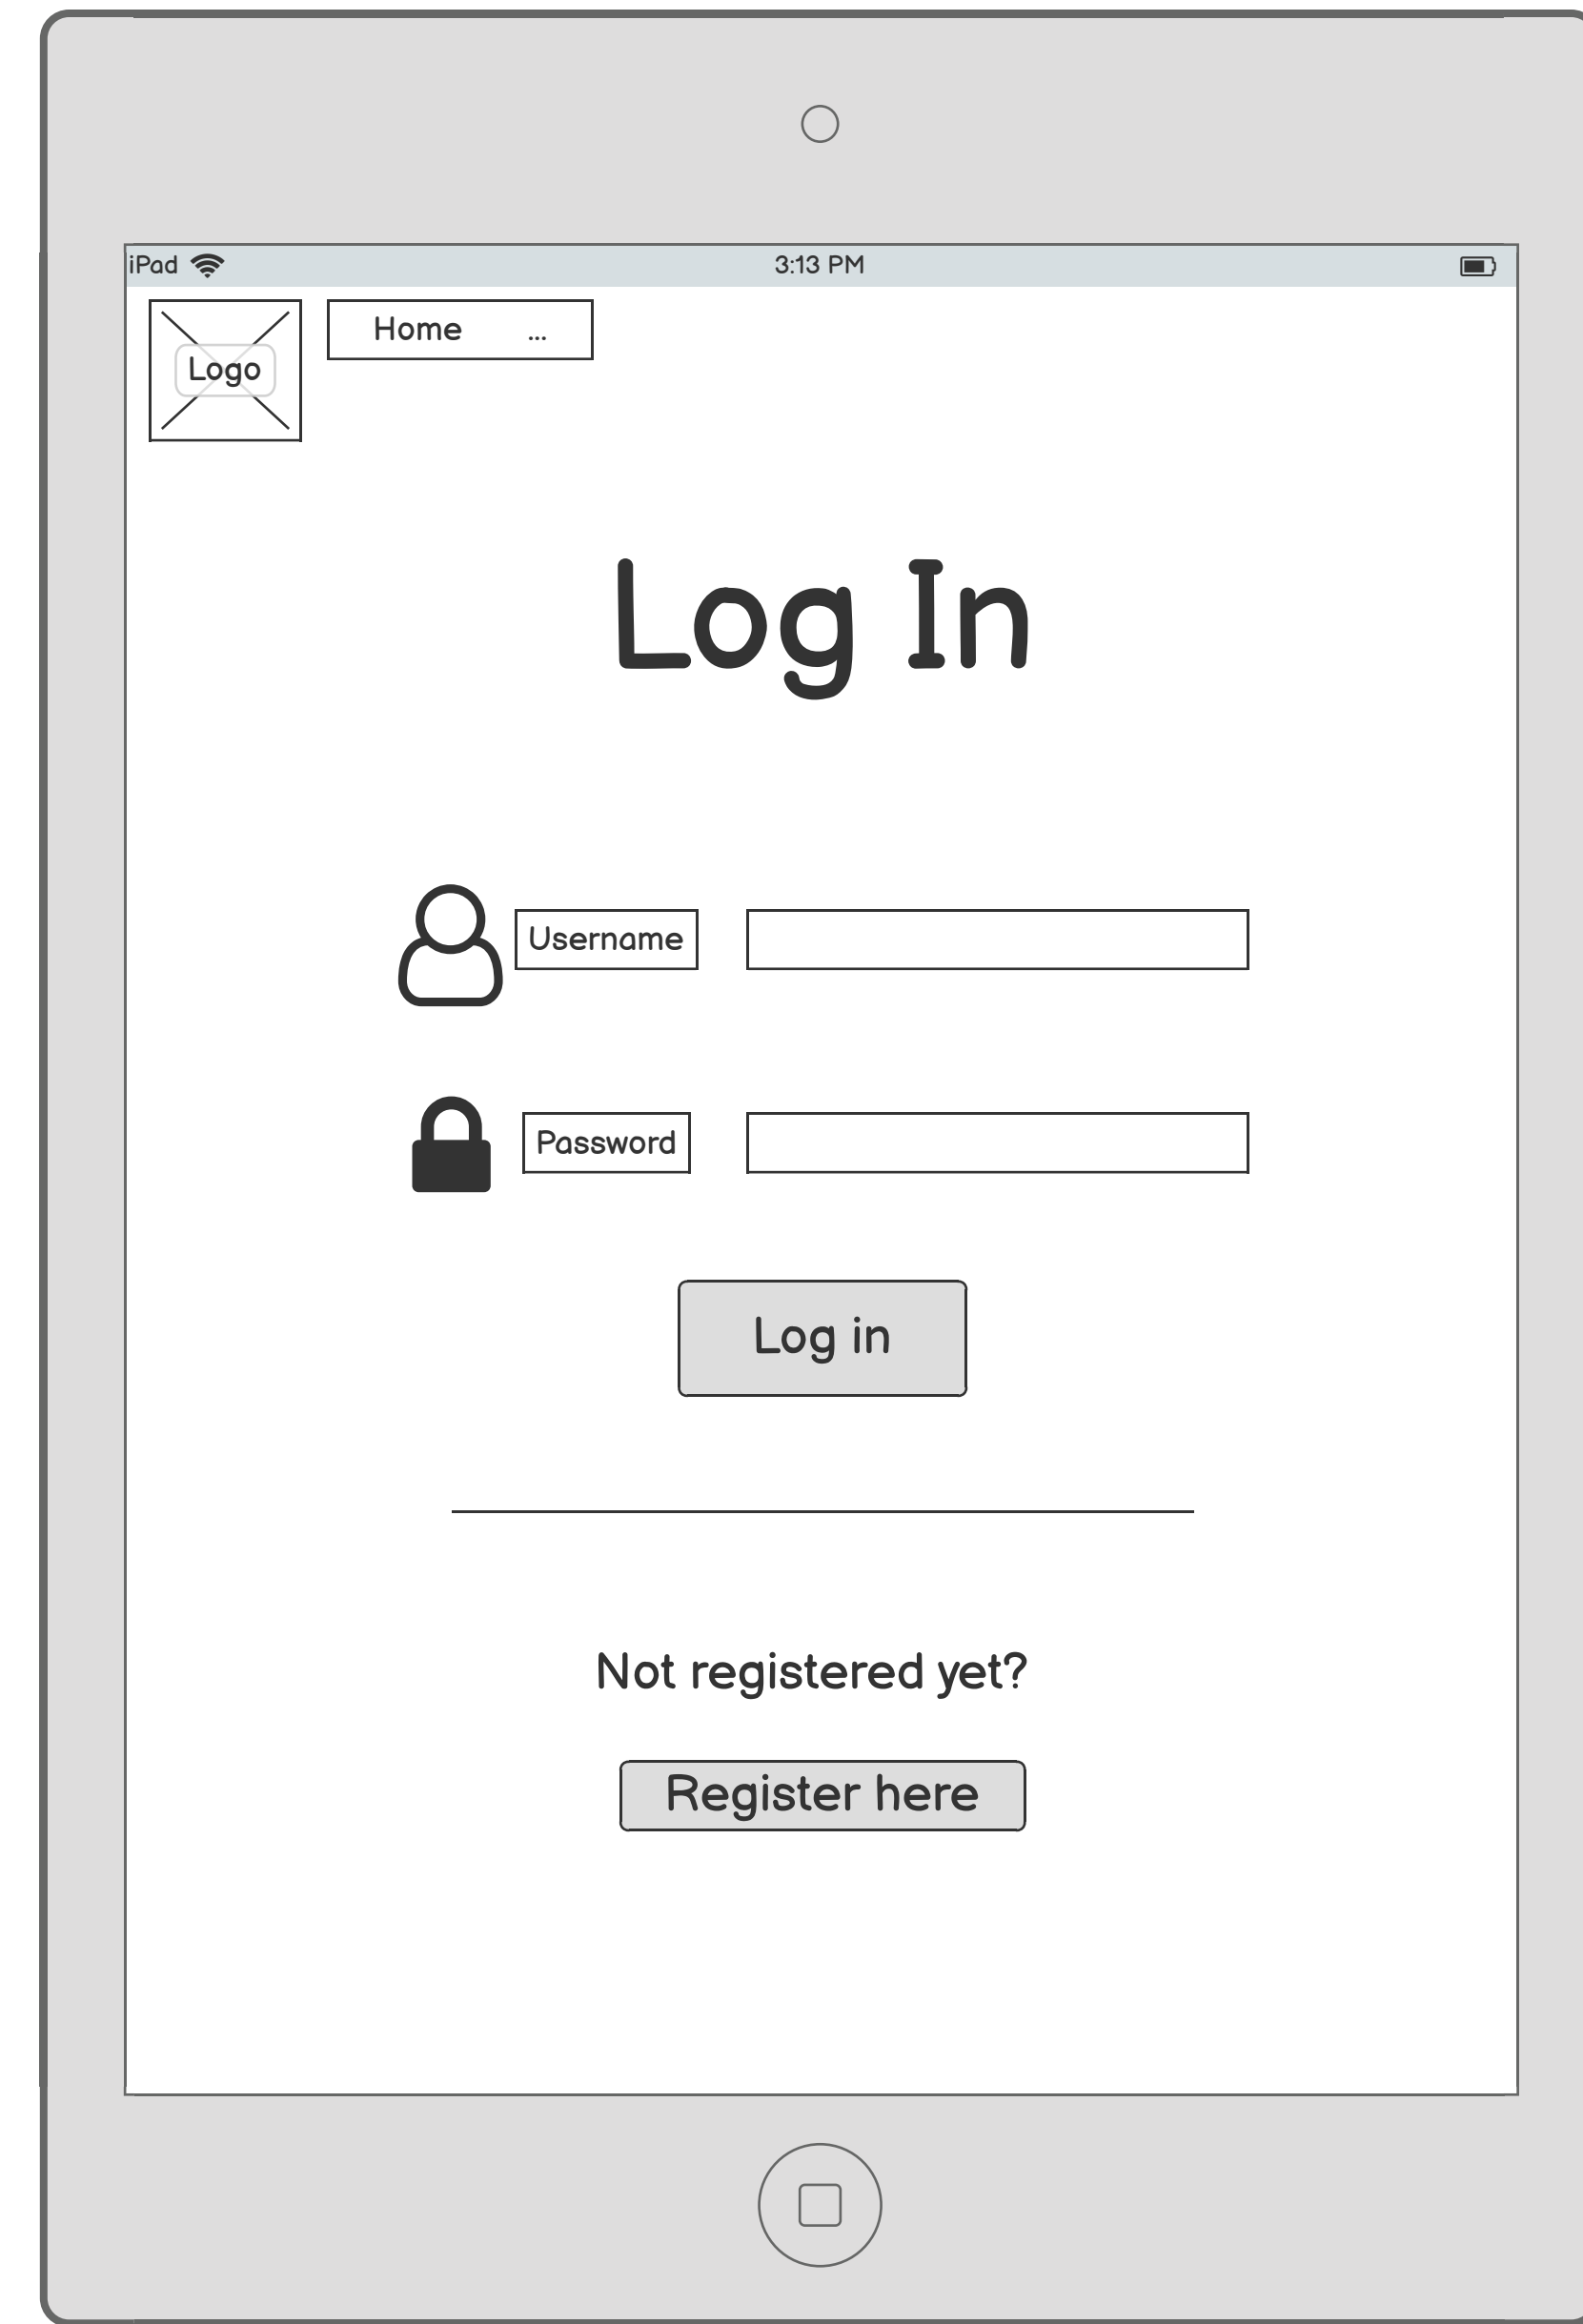 iPad 3:13 PM
Logo
Home ...
Log In
Username
Password
Log in
Not registered yet?
Register here